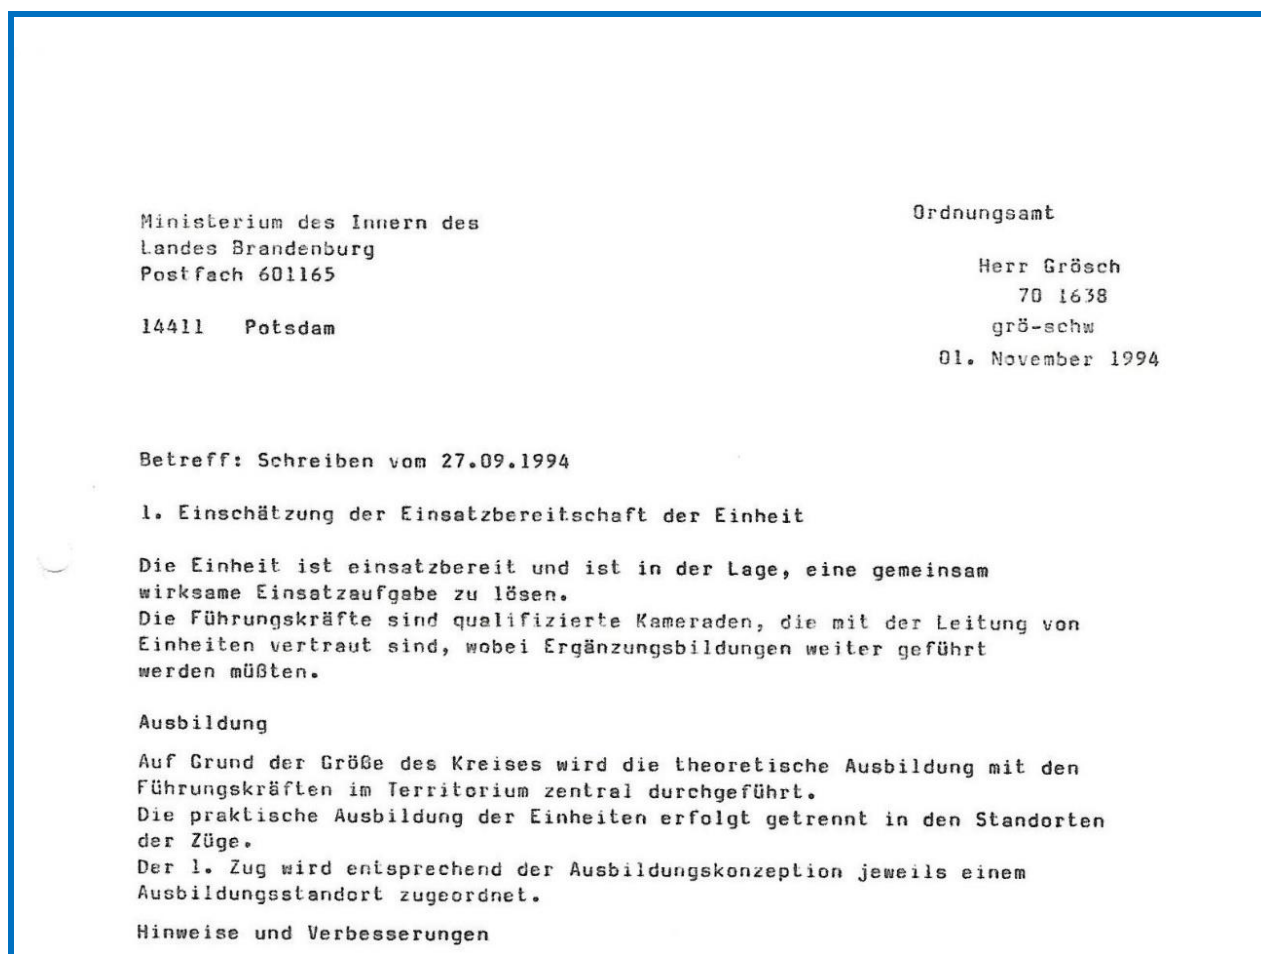 Ministerium des Innern des
Landes Brandenburg
Postfach 601165
14411 Potsdam
Ordnungsamt
Herr Grösch
70 1638
grö-schw
01. November 1994
Betreff: Schreiben vom 27.09.1994
1. Einschätzung der Einsatzbereitschaft der Einheit
Die Einheit ist einsatzbereit und ist in der Lage, eine gemeinsam
wirksame Einsatzaufgabe zu lösen.
Die Führungskräfte sind qualifizierte Kameraden, die mit der Leitung von
Einheiten vertraut sind, wobei Ergänzungsbildungen weiter geführt
werden müßten.
Ausbildung
Auf Grund der Größe des Kreises wird die theoretische Ausbildung mit den
Führungskräften im Territorium zentral durchgeführt.
Die praktische Ausbildung der Einheiten erfolgt getrennt in den Standorten
der Züge.
Der 1. Zug wird entsprechend der Ausbildungskonzeption jeweils einem
Ausbildungsstandort zugeordnet.
Hinweise und Verbesserungen